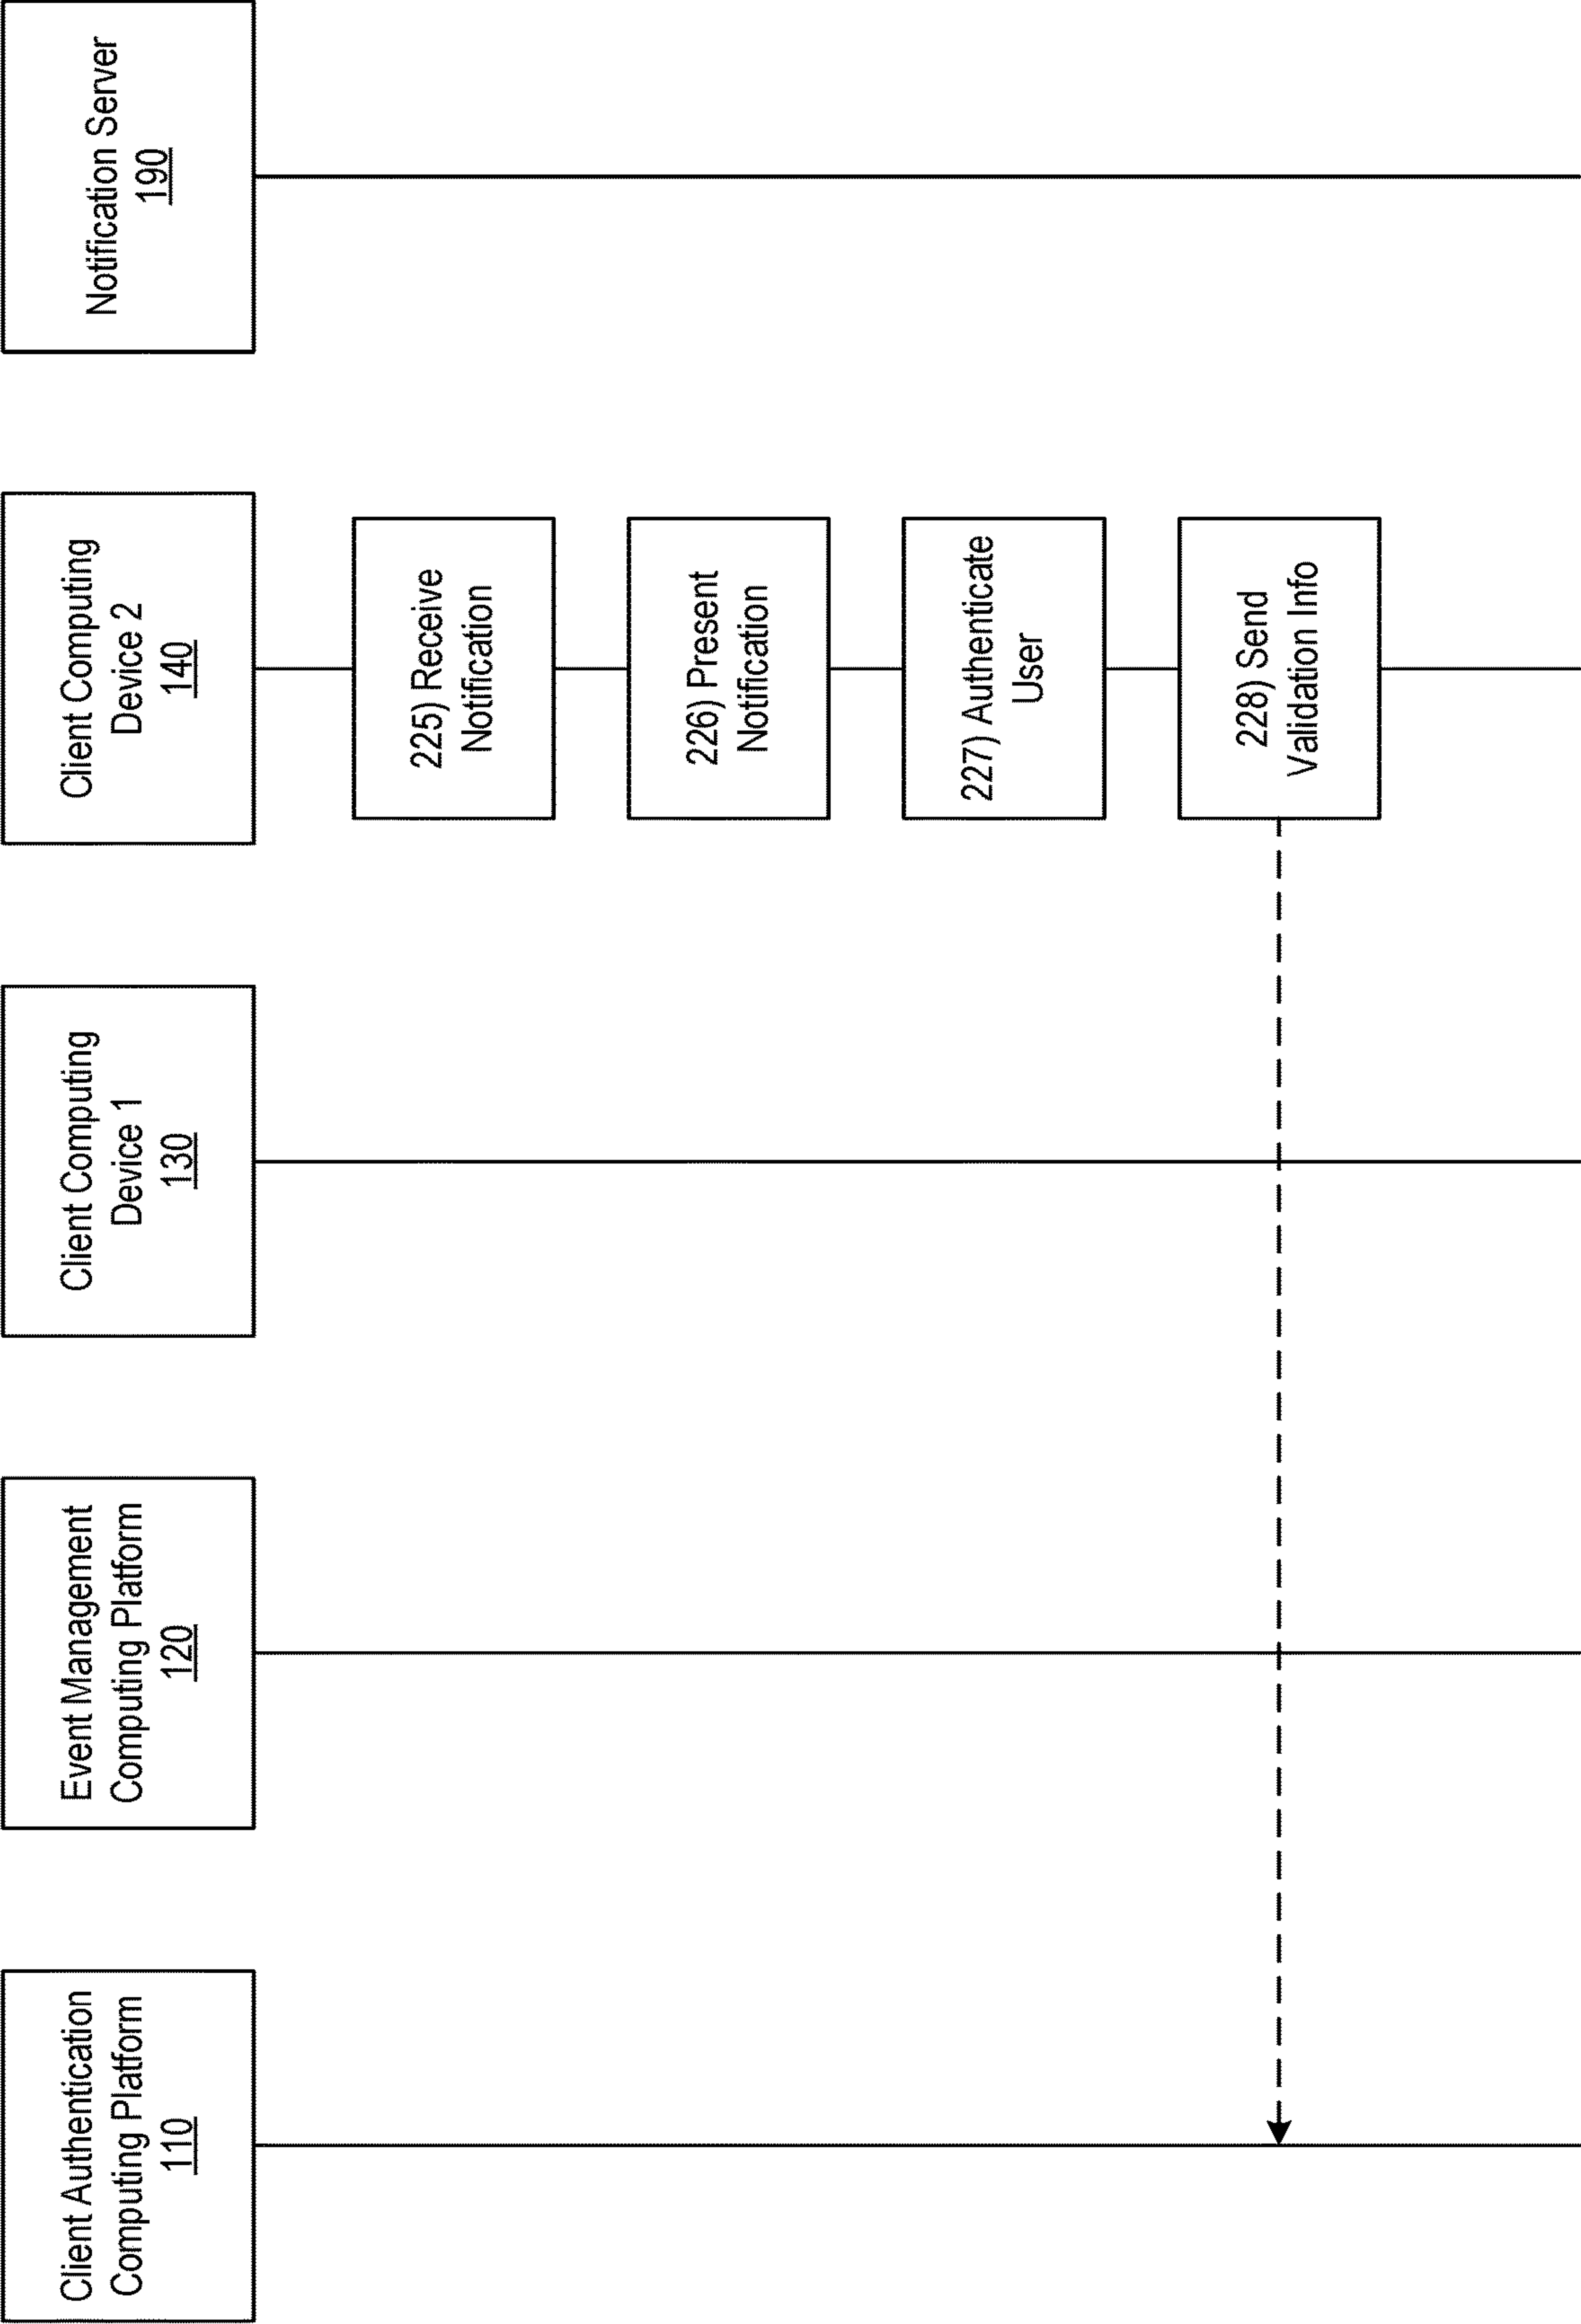 Client Authentication
Computing Platform
110
Event Management
Computing Platform
120
Client Computing
Device 1
130
Client Computing
Device 2
140
Notification Server
190
225) Receive
Notification
226) Present
Notification
227) Authenticate
User
228) Send
Validation Info